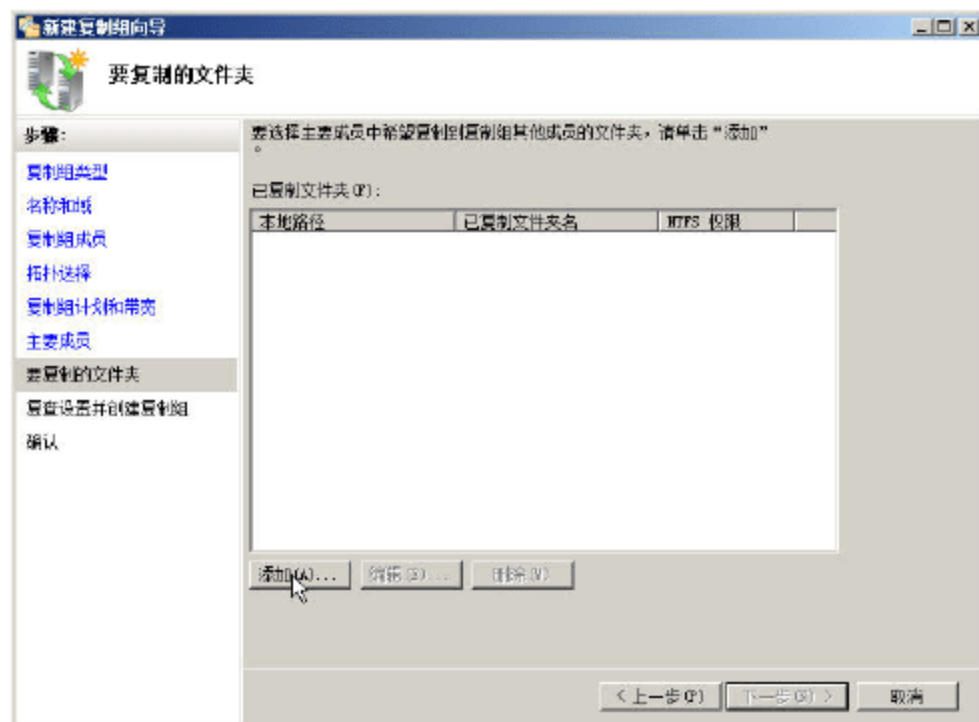 新建复制组向导
要复制的文件夹
步骤:
复制组类型
名称和域
复制组成员
拓扑选择
复制组计划和带宽
主要成员
要复制的文件夹
复查设置并创建复制组
确认
要选择主要成员中希望复制到复制组其他成员的文件夹，请单击“添加”
。
已复制文件夹(F):
本地路径 已复制文件夹名 NTFS 权限
添加(A)... 编辑(E)... 删除(V)
<上一步(P) 下一步(N) > 取消